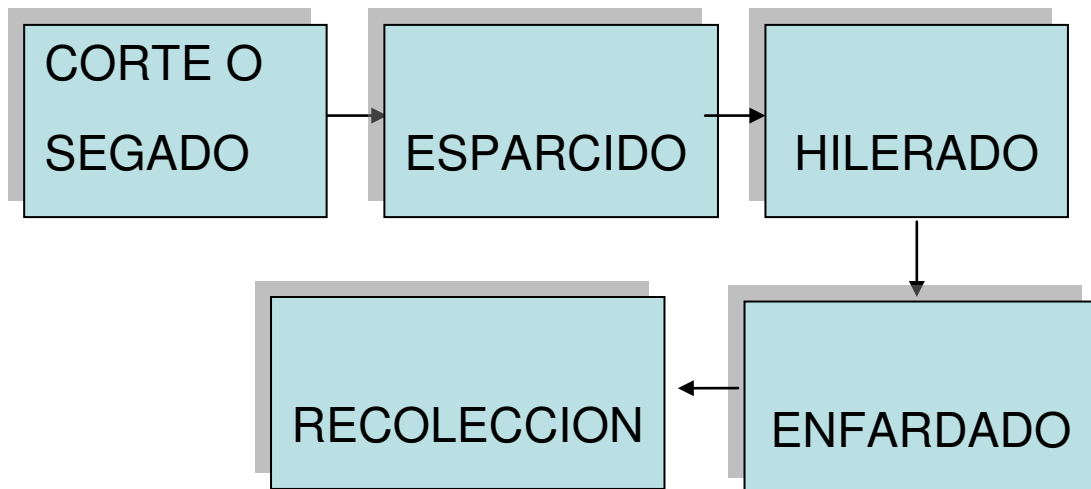 CORTE O
SEGADO
ESPARCIDO
HILERADO
ENFARDADO
RECOLECCION